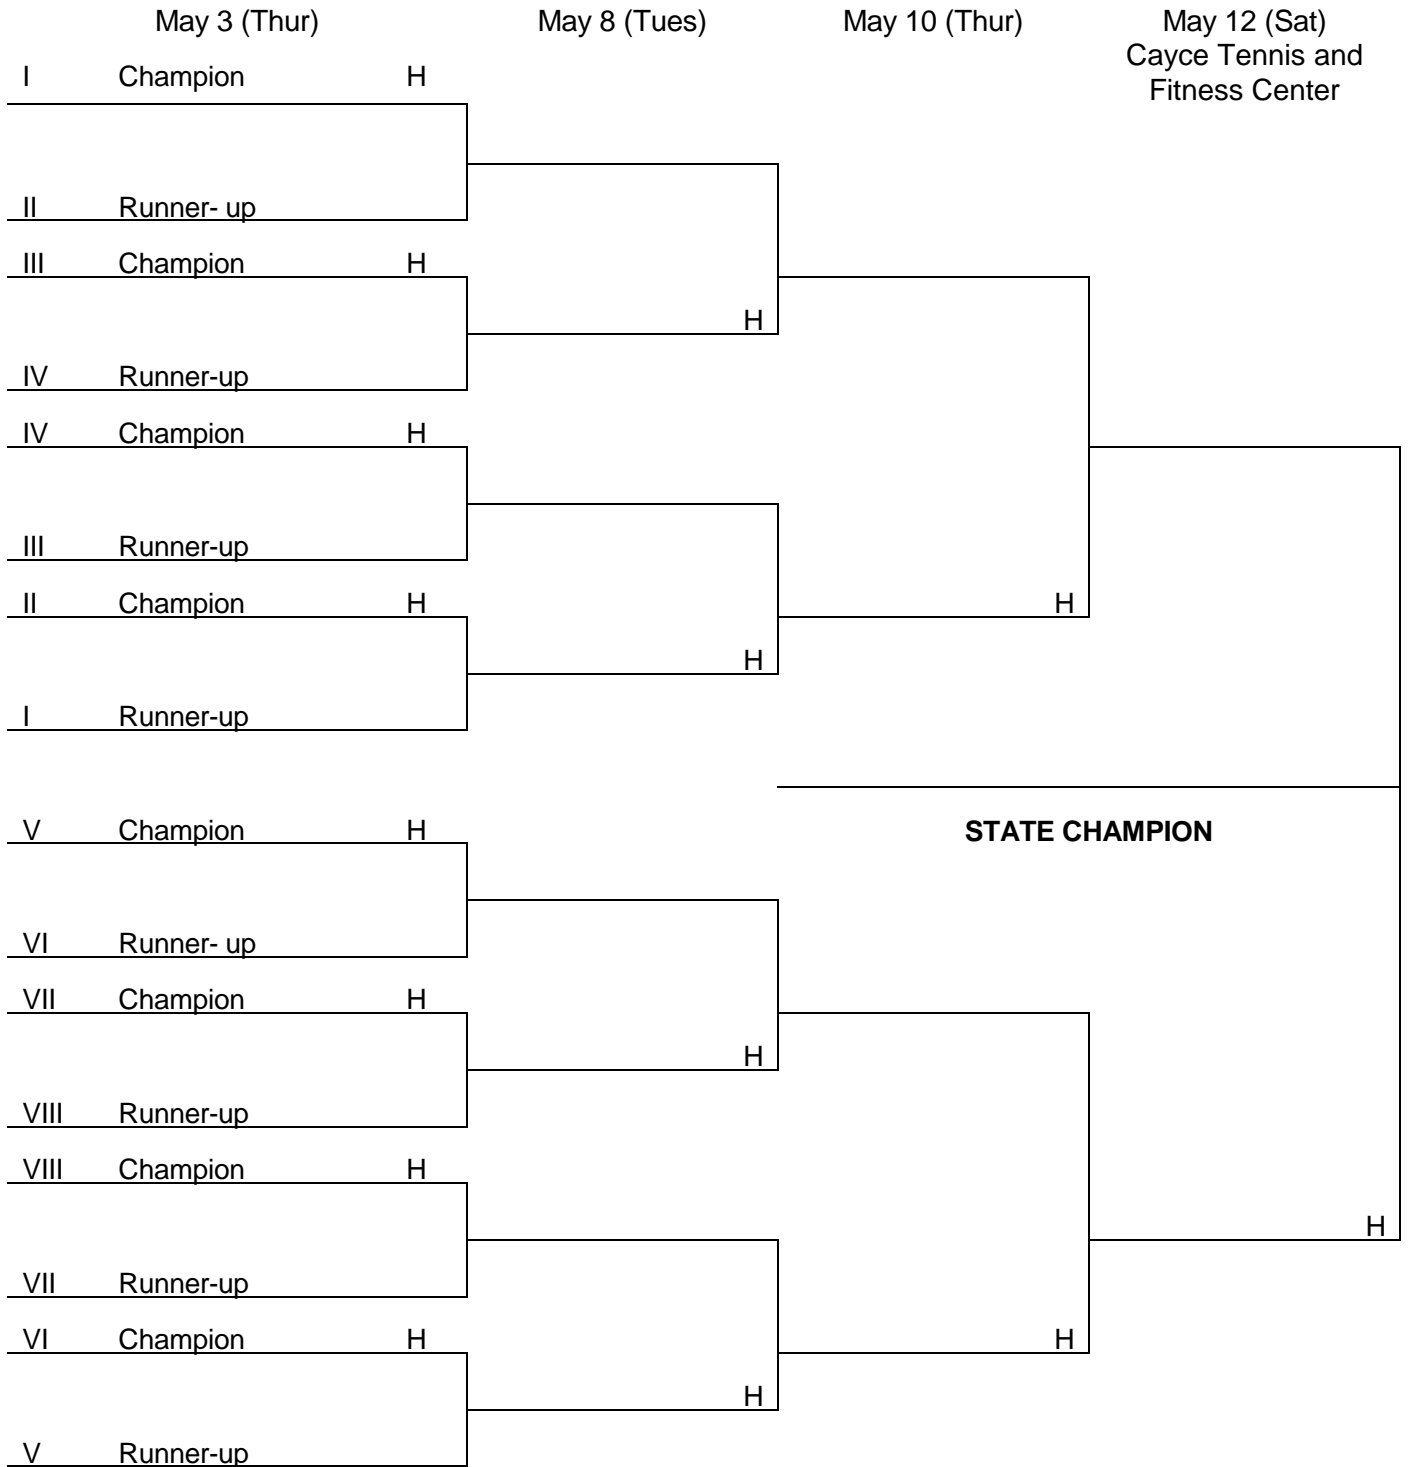 May 3 (Thur) May 8 (Tues) May 10 (Thur) May 12 (Sat)
Cayce Tennis and
Fitness Center
I Champion H
II Runner- up
III Champion H
H
IV Runner-up
IV Champion H
III Runner-up
II Champion H H
H
I Runner-up
V Champion H STATE CHAMPION
VI Runner- up
VII Champion H
H
VIII Runner-up
VIII Champion H
H
VII Runner-up
VI Champion H H
H
V Runner-up